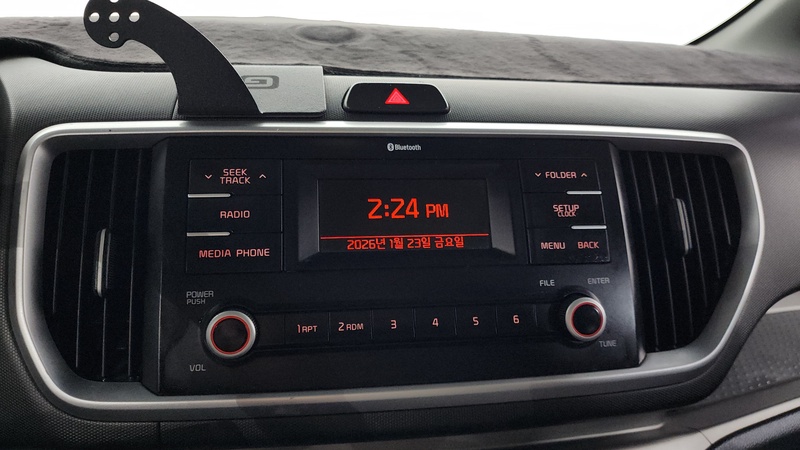 Bluetooth
SEEK
TRACK
FOLDER
2:24 PM
RADIO
SETUP
CLOCK
2026년 1월 23일 금요일
MEDIA PHONE
MENU BACK
FILE
ENTER
POWER
PUSH
1 APT
2 RDM
3
4
5
6
TUNE
VOL